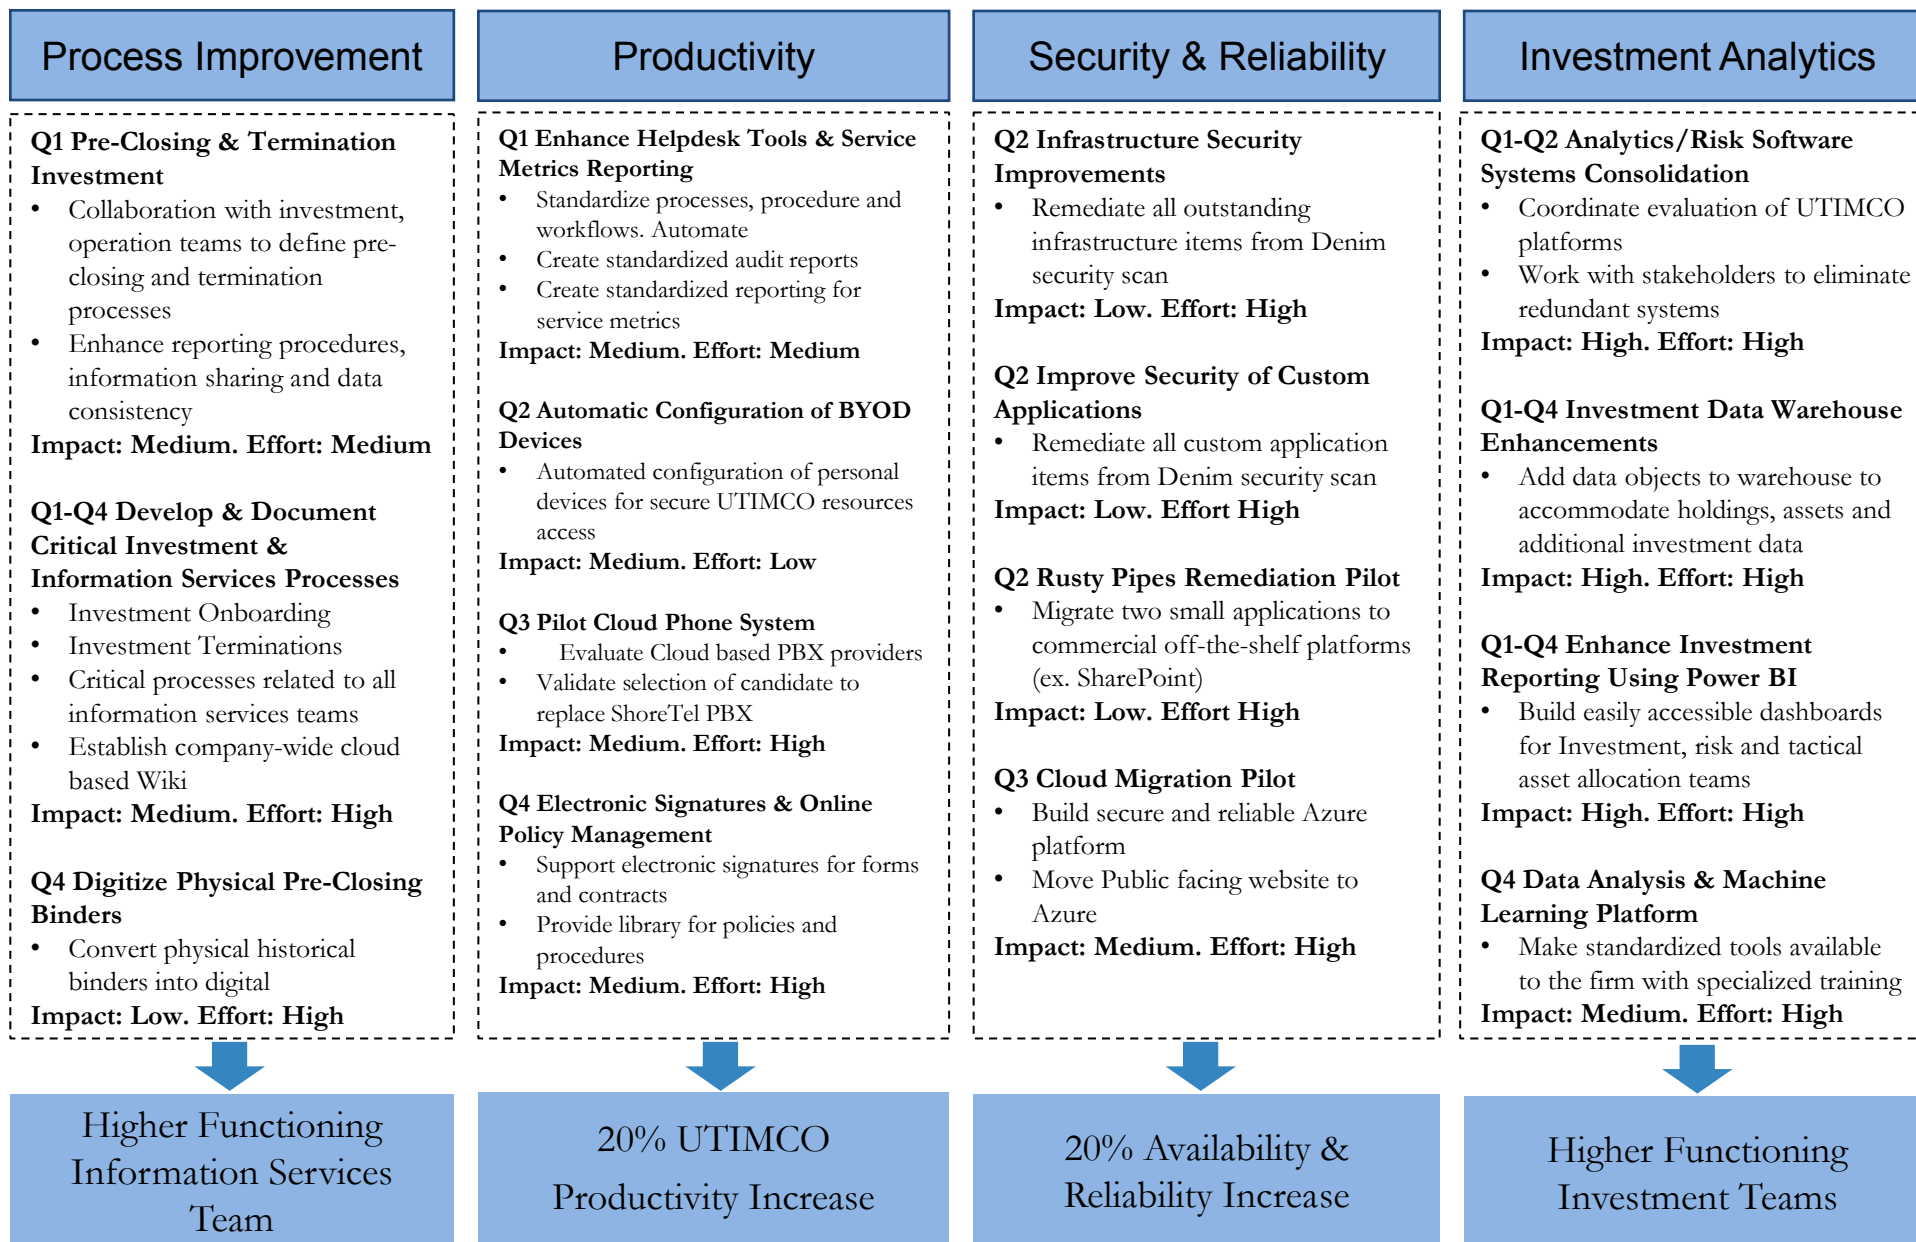 Process Improvement
Q1 Pre-Closing & Termination
Investment
• Collaboration with investment,
operation teams to define pre-
closing and termination
processes
• Enhance reporting procedures,
information sharing and data
consistency
Impact: Medium. Effort: Medium
Q1-Q4 Develop & Document
Critical Investment &
Information Services Processes
• Investment Onboarding
• Investment Terminations
• Critical processes related to all
information services teams
• Establish company-wide cloud
based Wiki
Impact: Medium. Effort: High
Q4 Digitize Physical Pre-Closing
Binders
• Convert physical historical
binders into digital
Impact: Low. Effort: High
Higher Functioning
Information Services
Team
Productivity
Q1 Enhance Helpdesk Tools & Service
Metrics Reporting
• Standardize processes, procedure and
workflows. Automate
• Create standardized audit reports
• Create standardized reporting for
service metrics
Impact: Medium. Effort: Medium
Q2 Automatic Configuration of BYOD
Devices
• Automated configuration of personal
devices for secure UTIMCO resources
access
Impact: Medium. Effort: Low
Q3 Pilot Cloud Phone System
• Evaluate Cloud based PBX providers
• Validate selection of candidate to
replace ShoreTel PBX
Impact: Medium. Effort: High
Q4 Electronic Signatures & Online
Policy Management
• Support electronic signatures for forms
and contracts
• Provide library for policies and
procedures
Impact: Medium. Effort: High
20% UTIMCO
Productivity Increase
Security & Reliability
Q2 Infrastructure Security
Improvements
• Remediate all outstanding
infrastructure items from Denim
security scan
Impact: Low. Effort: High
Q2 Improve Security of Custom
Applications
• Remediate all custom application
items from Denim security scan
Impact: Low. Effort High
Q2 Rusty Pipes Remediation Pilot
• Migrate two small applications to
commercial off-the-shelf platforms
(ex. SharePoint)
Impact: Low. Effort High
Q3 Cloud Migration Pilot
• Build secure and reliable Azure
platform
• Move Public facing website to
Azure
Impact: Medium. Effort: High
20% Availability &
Reliability Increase
Investment Analytics
Q1-Q2 Analytics/Risk Software
Systems Consolidation
• Coordinate evaluation of UTIMCO
platforms
• Work with stakeholders to eliminate
redundant systems
Impact: High. Effort: High
Q1-Q4 Investment Data Warehouse
Enhancements
• Add data objects to warehouse to
accommodate holdings, assets and
additional investment data
Impact: High. Effort: High
Q1-Q4 Enhance Investment
Reporting Using Power BI
• Build easily accessible dashboards
for Investment, risk and tactical
asset allocation teams
Impact: High. Effort: High
Q4 Data Analysis & Machine
Learning Platform
• Make standardized tools available
to the firm with specialized training
Impact: Medium. Effort: High
Higher Functioning
Investment Teams